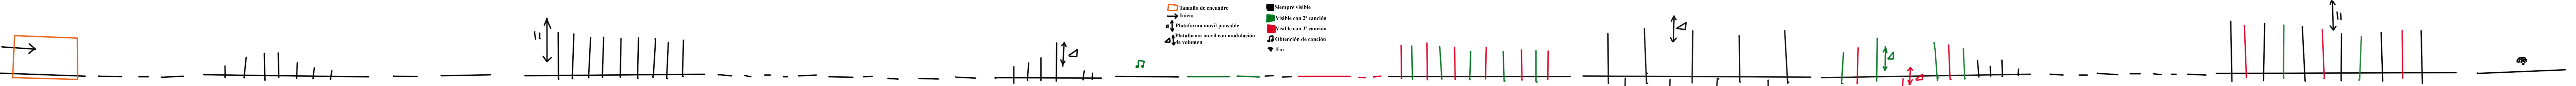 Tamaño de encuadre
Inicio
Plataforma movil pausable
Plataforma movil con modulación
de volumen
Siempre visible
Visible con 2ª canción
Visible con 3ª canción
Obtención de canción
Fin